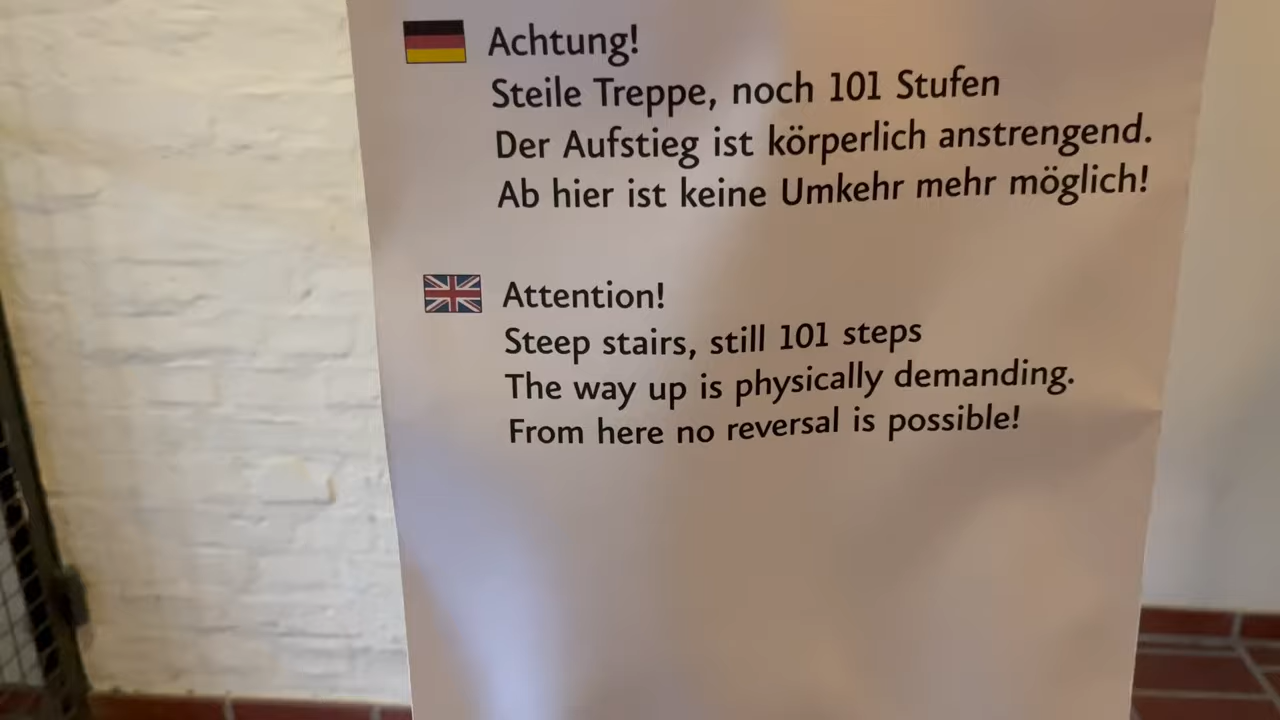 Achtung!
Steile Treppe, noch 101 Stufen
Der Aufstieg ist körperlich anstrengend.
Ab hier ist keine Umkehr mehr möglich!
Attention!
Steep stairs, still 101 steps
The way up is physically demanding.
From here no reversal is possible!